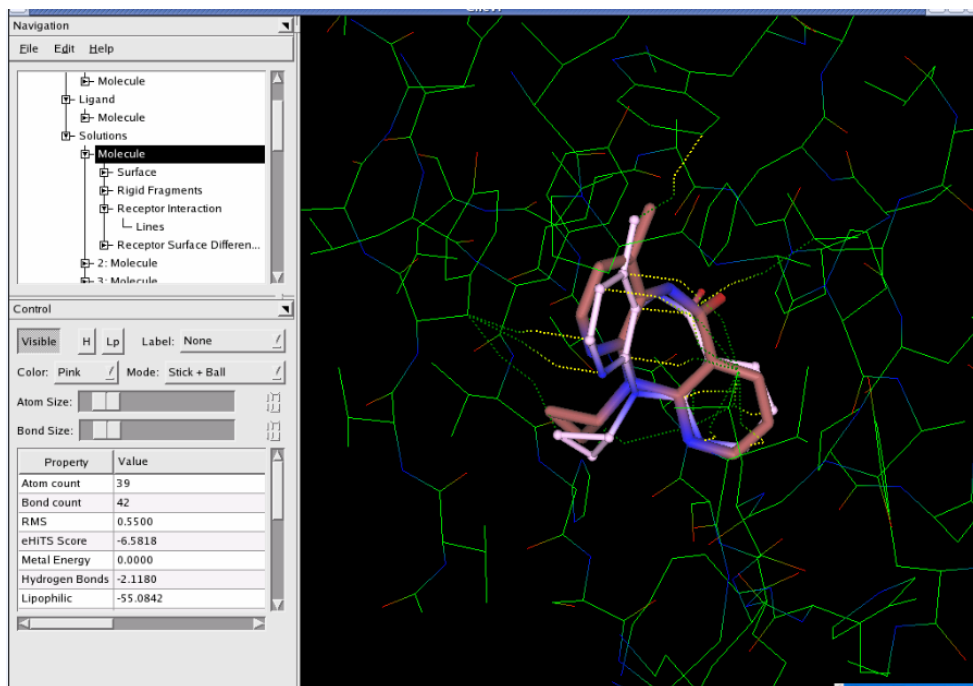 Navigation
File Edit Help
Molecule
Ligand
Molecule
Solutions
Molecule
Surface
Rigid Fragments
Receptor Interaction
Lines
Receptor Surface Differen...
2: Molecule
3: Molecule
Control
Visible H Lp Label: None
Color: Pink Mode: Stick + Ball
Atom Size:
Bond Size:
Property Value
Atom count 39
Bond count 42
RMS 0.5500
eHiTS Score -6.5818
Metal Energy 0.0000
Hydrogen Bonds -2.1180
Lipophilic -55.0842